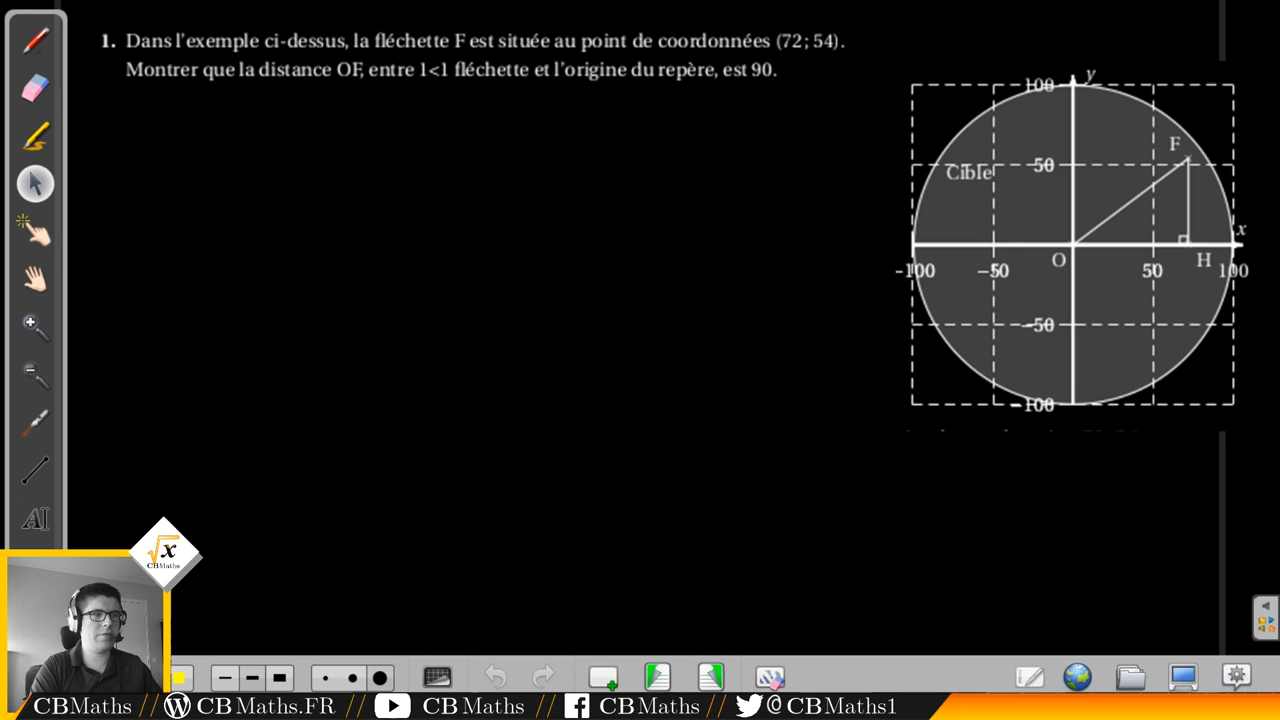 1. Dans l'exemple ci-dessus, la fléchette F est située au point de coordonnées (72; 54).
Montrer que la distance OF, entre 1<1 fléchette et l'origine du repère, est 90.
y
100
F
Cible
50
x
O
H
-100
−50
50
100
−50
−100
AI
√x
CBMaths
CBMaths // CBMaths.FR // CBMaths // CBMaths // @CBMaths1